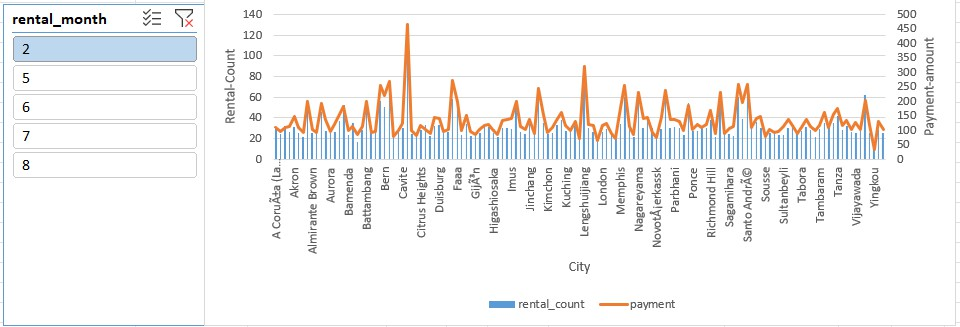 rental_month
2
5
6
7
8
Rental-Count
140
120
100
80
60
40
20
0
500
450
400
350
300
250
200
150
100
50
0
Payment-amount
A CoruÃ±a (La…
Akron
Almirante Brown
Aurora
Bamenda
Battambang
Bern
Cavite
Citrus Heights
Duisburg
Faaa
GijÃ³n
Higashiosaka
Imus
Jinchang
Kimchon
Kuching
Lengshuijiang
London
Memphis
Nagareyama
NovotÅ¡erkassk
Parbhani
Ponce
Richmond Hill
Sagamihara
Santo AndrÃ©
Sousse
Sultanbeyli
Tabora
Tambaram
Tanza
Vijayavada
Yingkou
City
rental_count payment